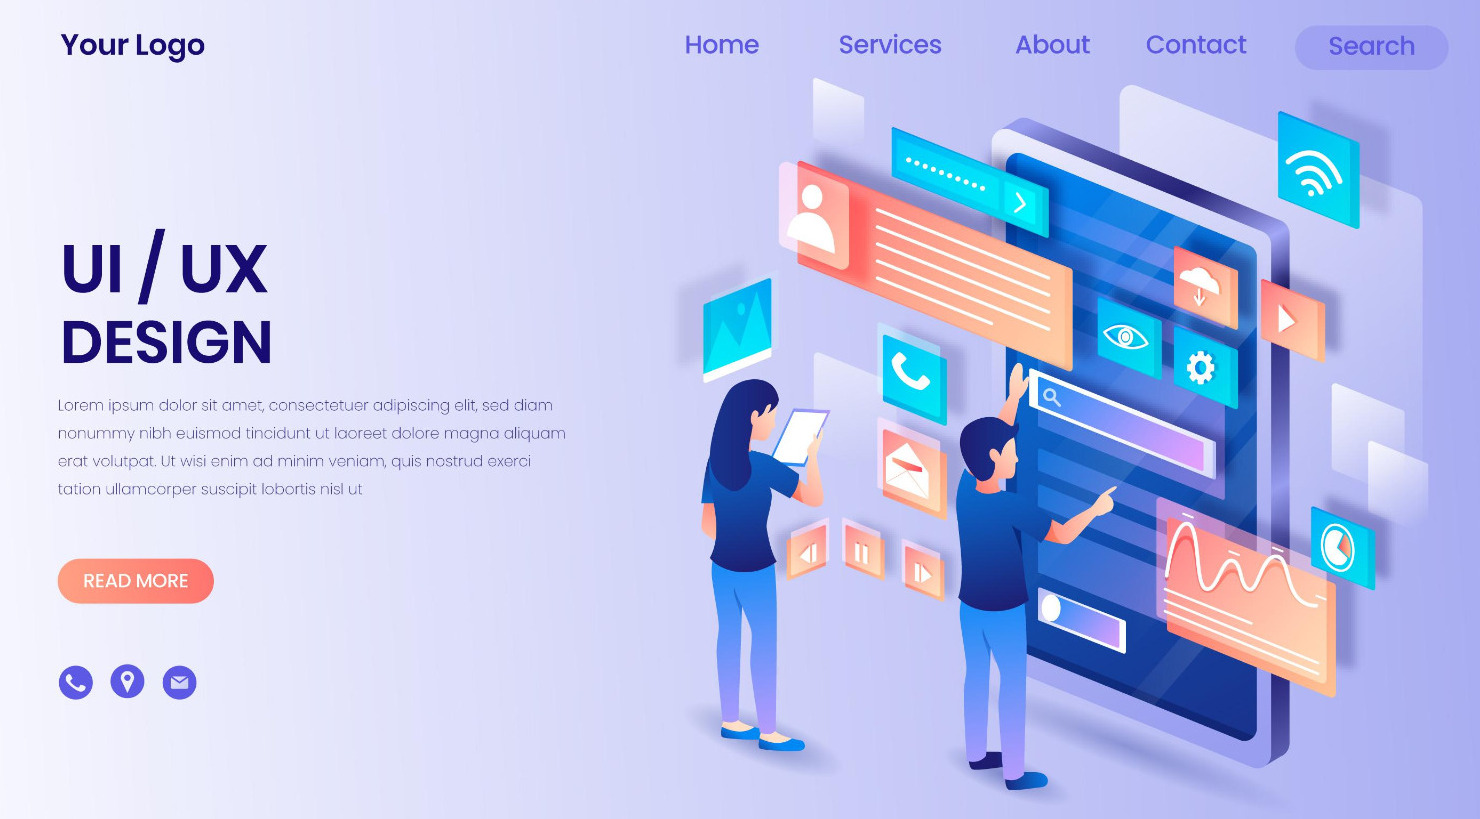 Your Logo
Home
Services
About
Contact
Search
UI / UX
DESIGN
Lorem ipsum dolor sit amet, consectetuer adipiscing elit, sed diam
nonummy nibh euismod tincidunt ut laoreet dolore magna aliquam
erat volutpat. Ut wisi enim ad minim veniam, quis nostrud exerci
tation ullamcorper suscipit lobortis nisl ut
READ MORE